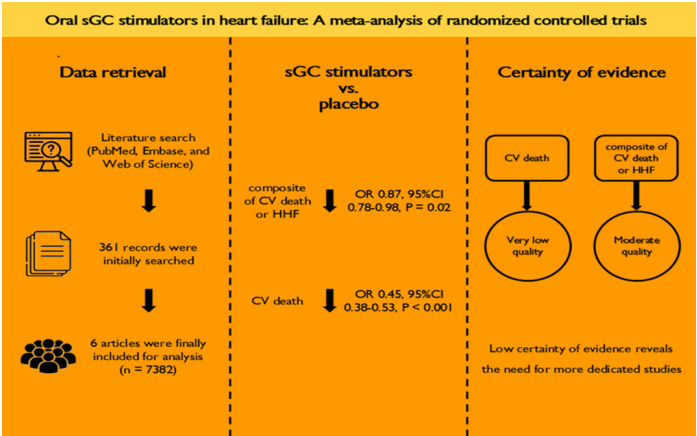 Oral sGC stimulators in heart failure: A meta-analysis of randomized controlled trials
Data retrieval
Literature search
(PubMed, Embase, and
Web of Science)
361 records were
initially searched
6 articles were finally
included for analysis
(n = 7382)
sGC stimulators
vs.
placebo
composite
of CV death
or HHF
OR 0.87, 95%CI
0.78-0.98, P = 0.02
CV death
OR 0.45, 95%CI
0.38-0.53, P < 0.001
Certainty of evidence
CV death
composite of
CV death
or HHF
Very low
quality
Moderate
quality
Low certainty of evidence reveals
the need for more dedicated studies